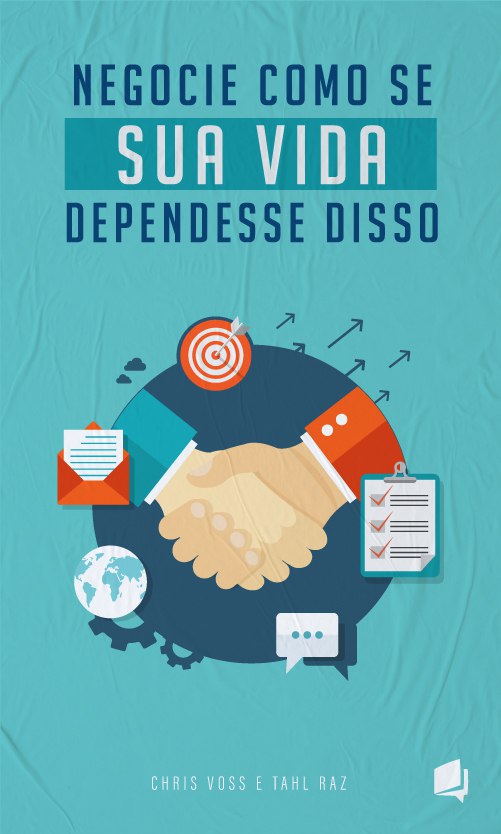 NEGOCIE COMO SE
SUA VIDA
DEPENDESSE DISSO
CHRIS VOSS E TAHL RAZ